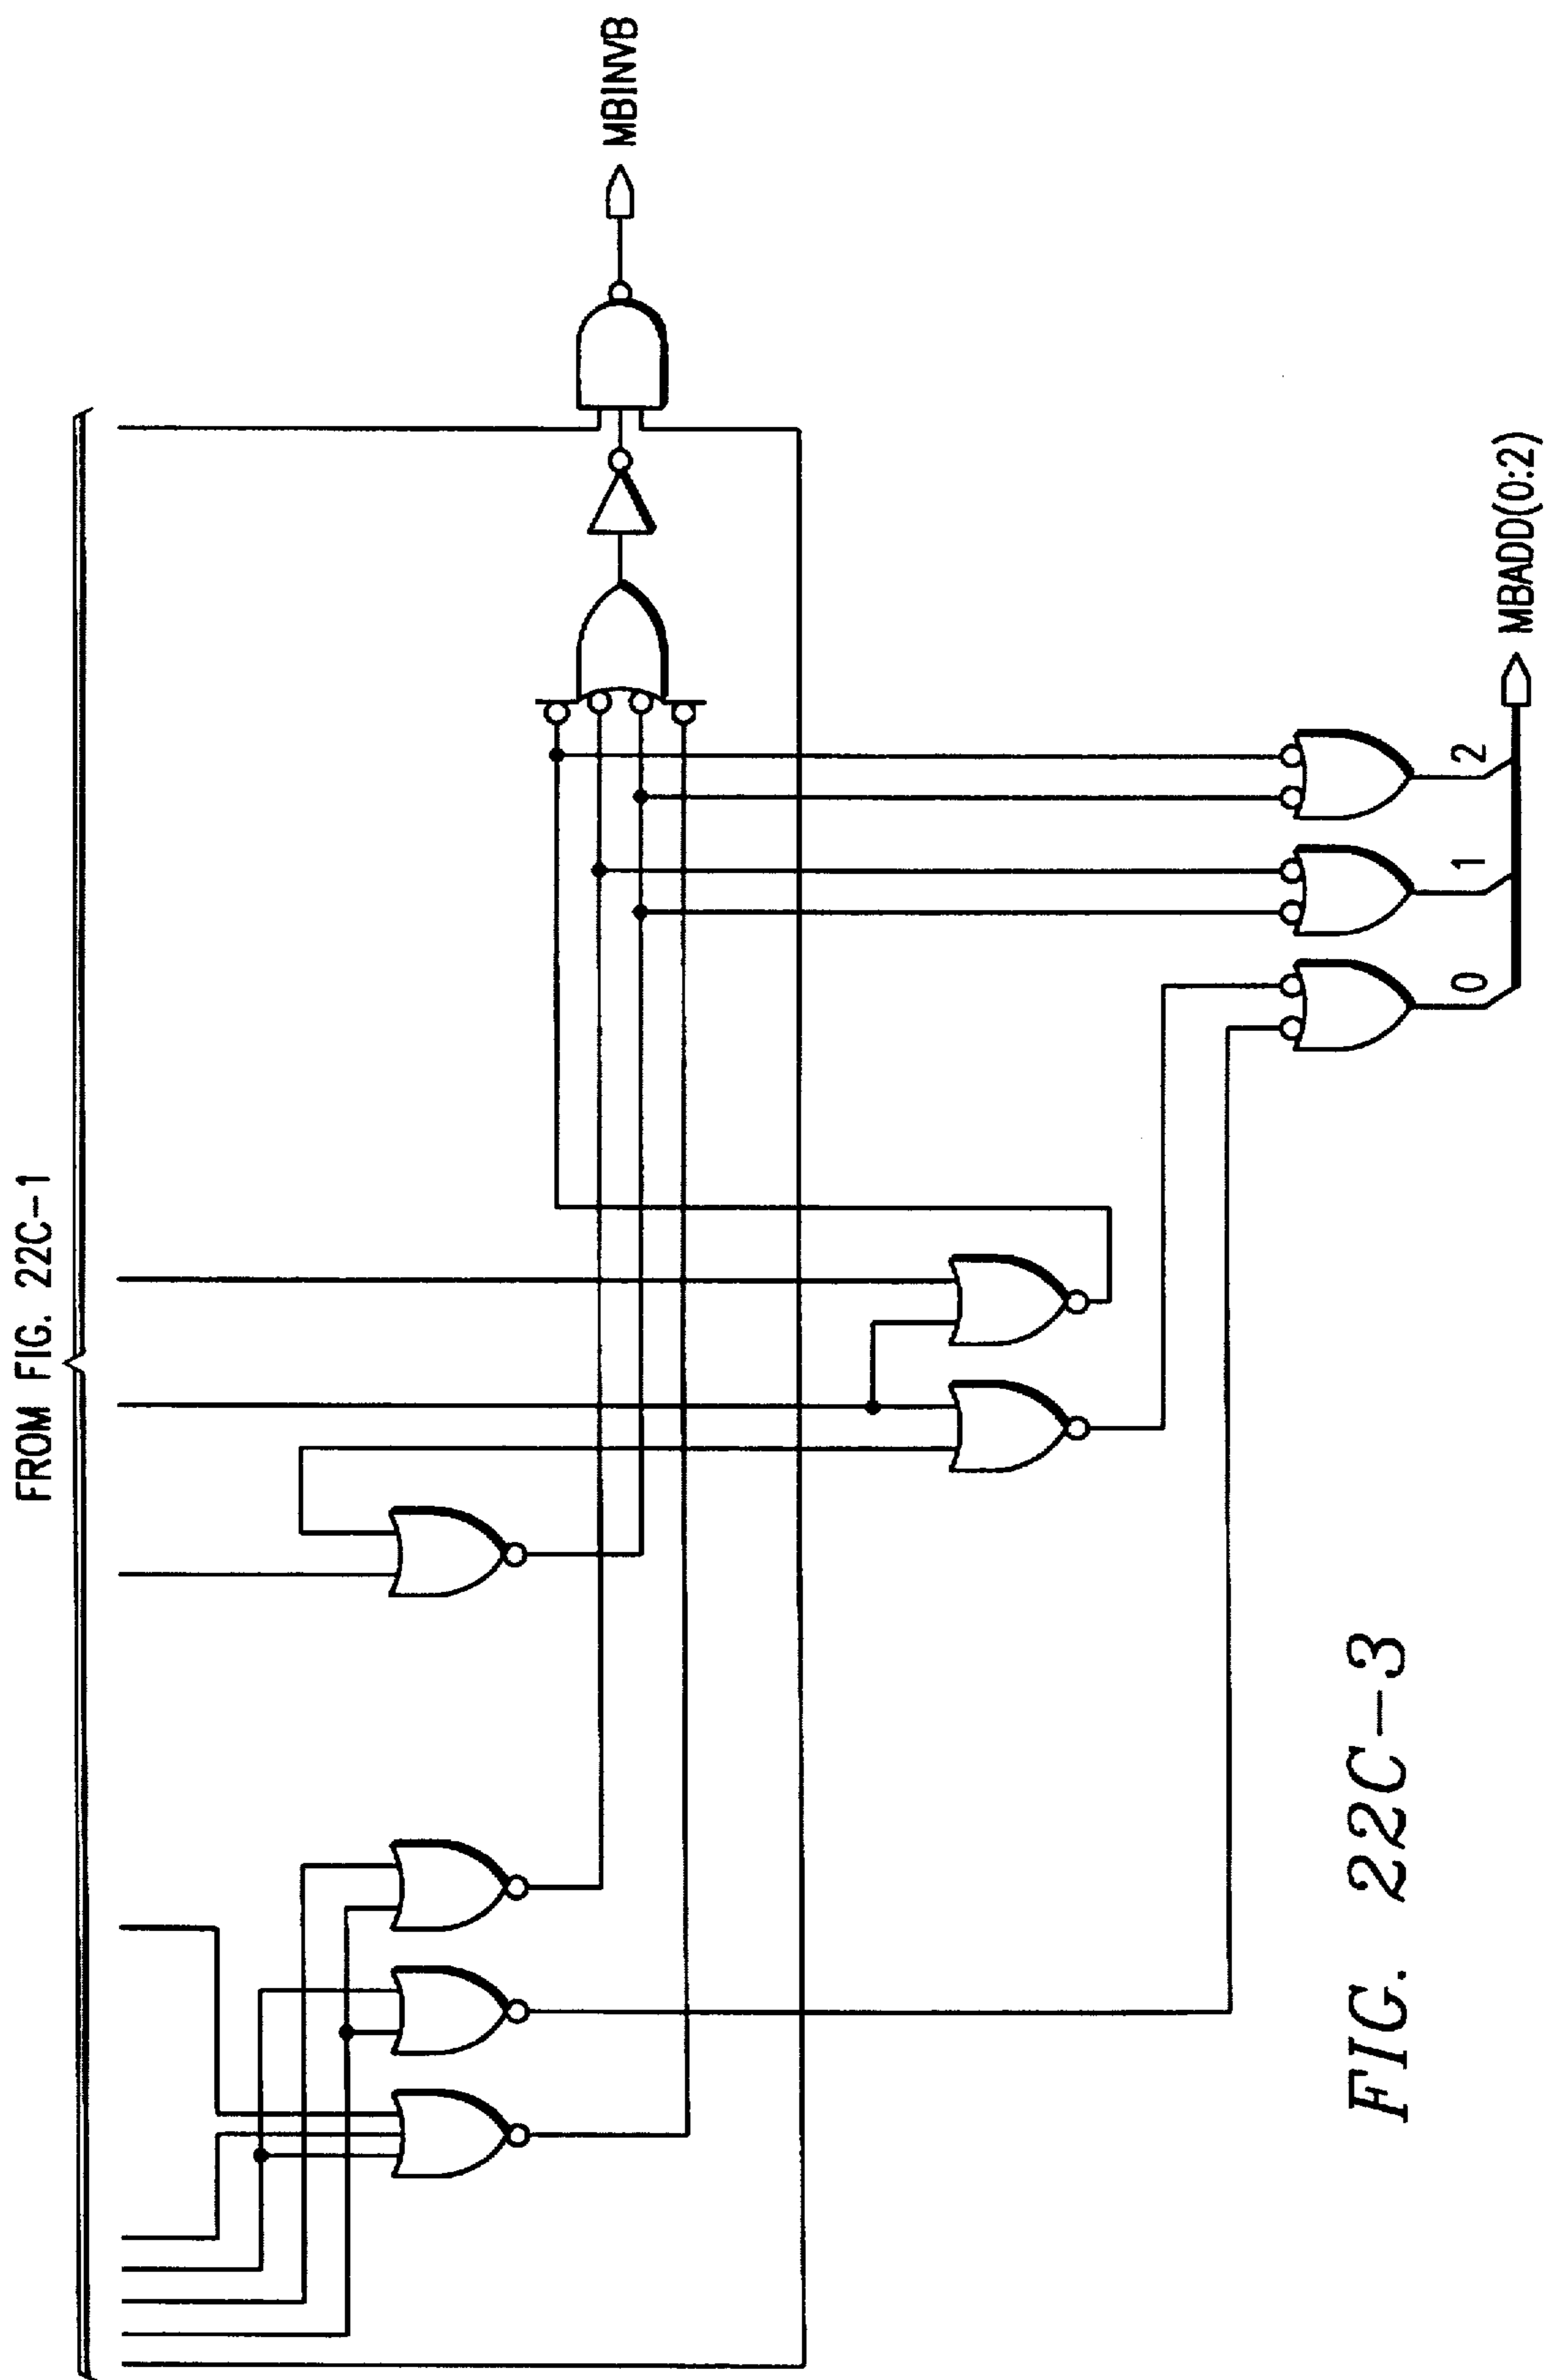 FROM FIG. 22C-1
MBINVB
2
1
0
MBADD(0:2)
FIG. 22C-3